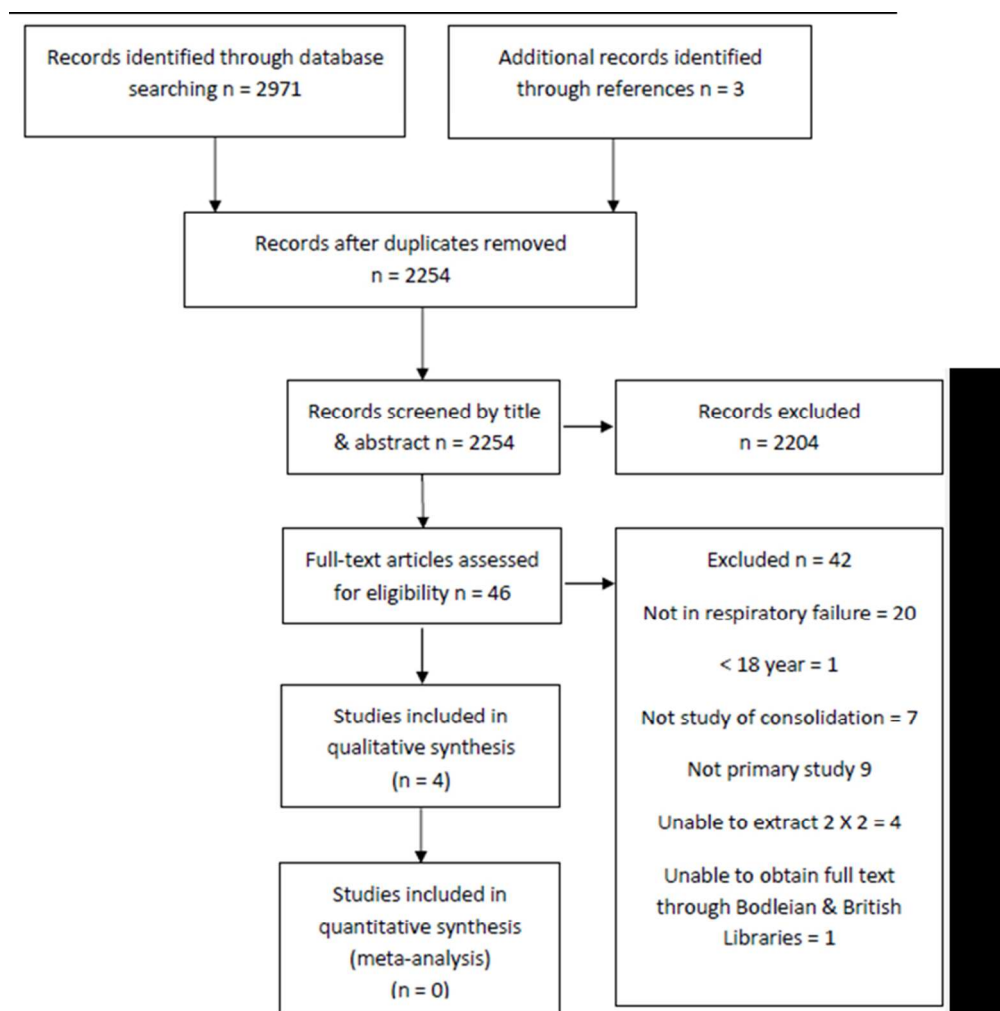 Records identified through database
searching n = 2971
Additional records identified
through references n = 3
Records after duplicates removed
n = 2254
Records screened by title
& abstract n = 2254
Records excluded
n = 2204
Full-text articles assessed
for eligibility n = 46
Excluded n = 42
Not in respiratory failure = 20
< 18 year = 1
Not study of consolidation = 7
Not primary study 9
Unable to extract 2 X 2 = 4
Unable to obtain full text
through Bodleian & British
Libraries = 1
Studies included in
qualitative synthesis
(n = 4)
Studies included in
quantitative synthesis
(meta-analysis)
(n = 0)